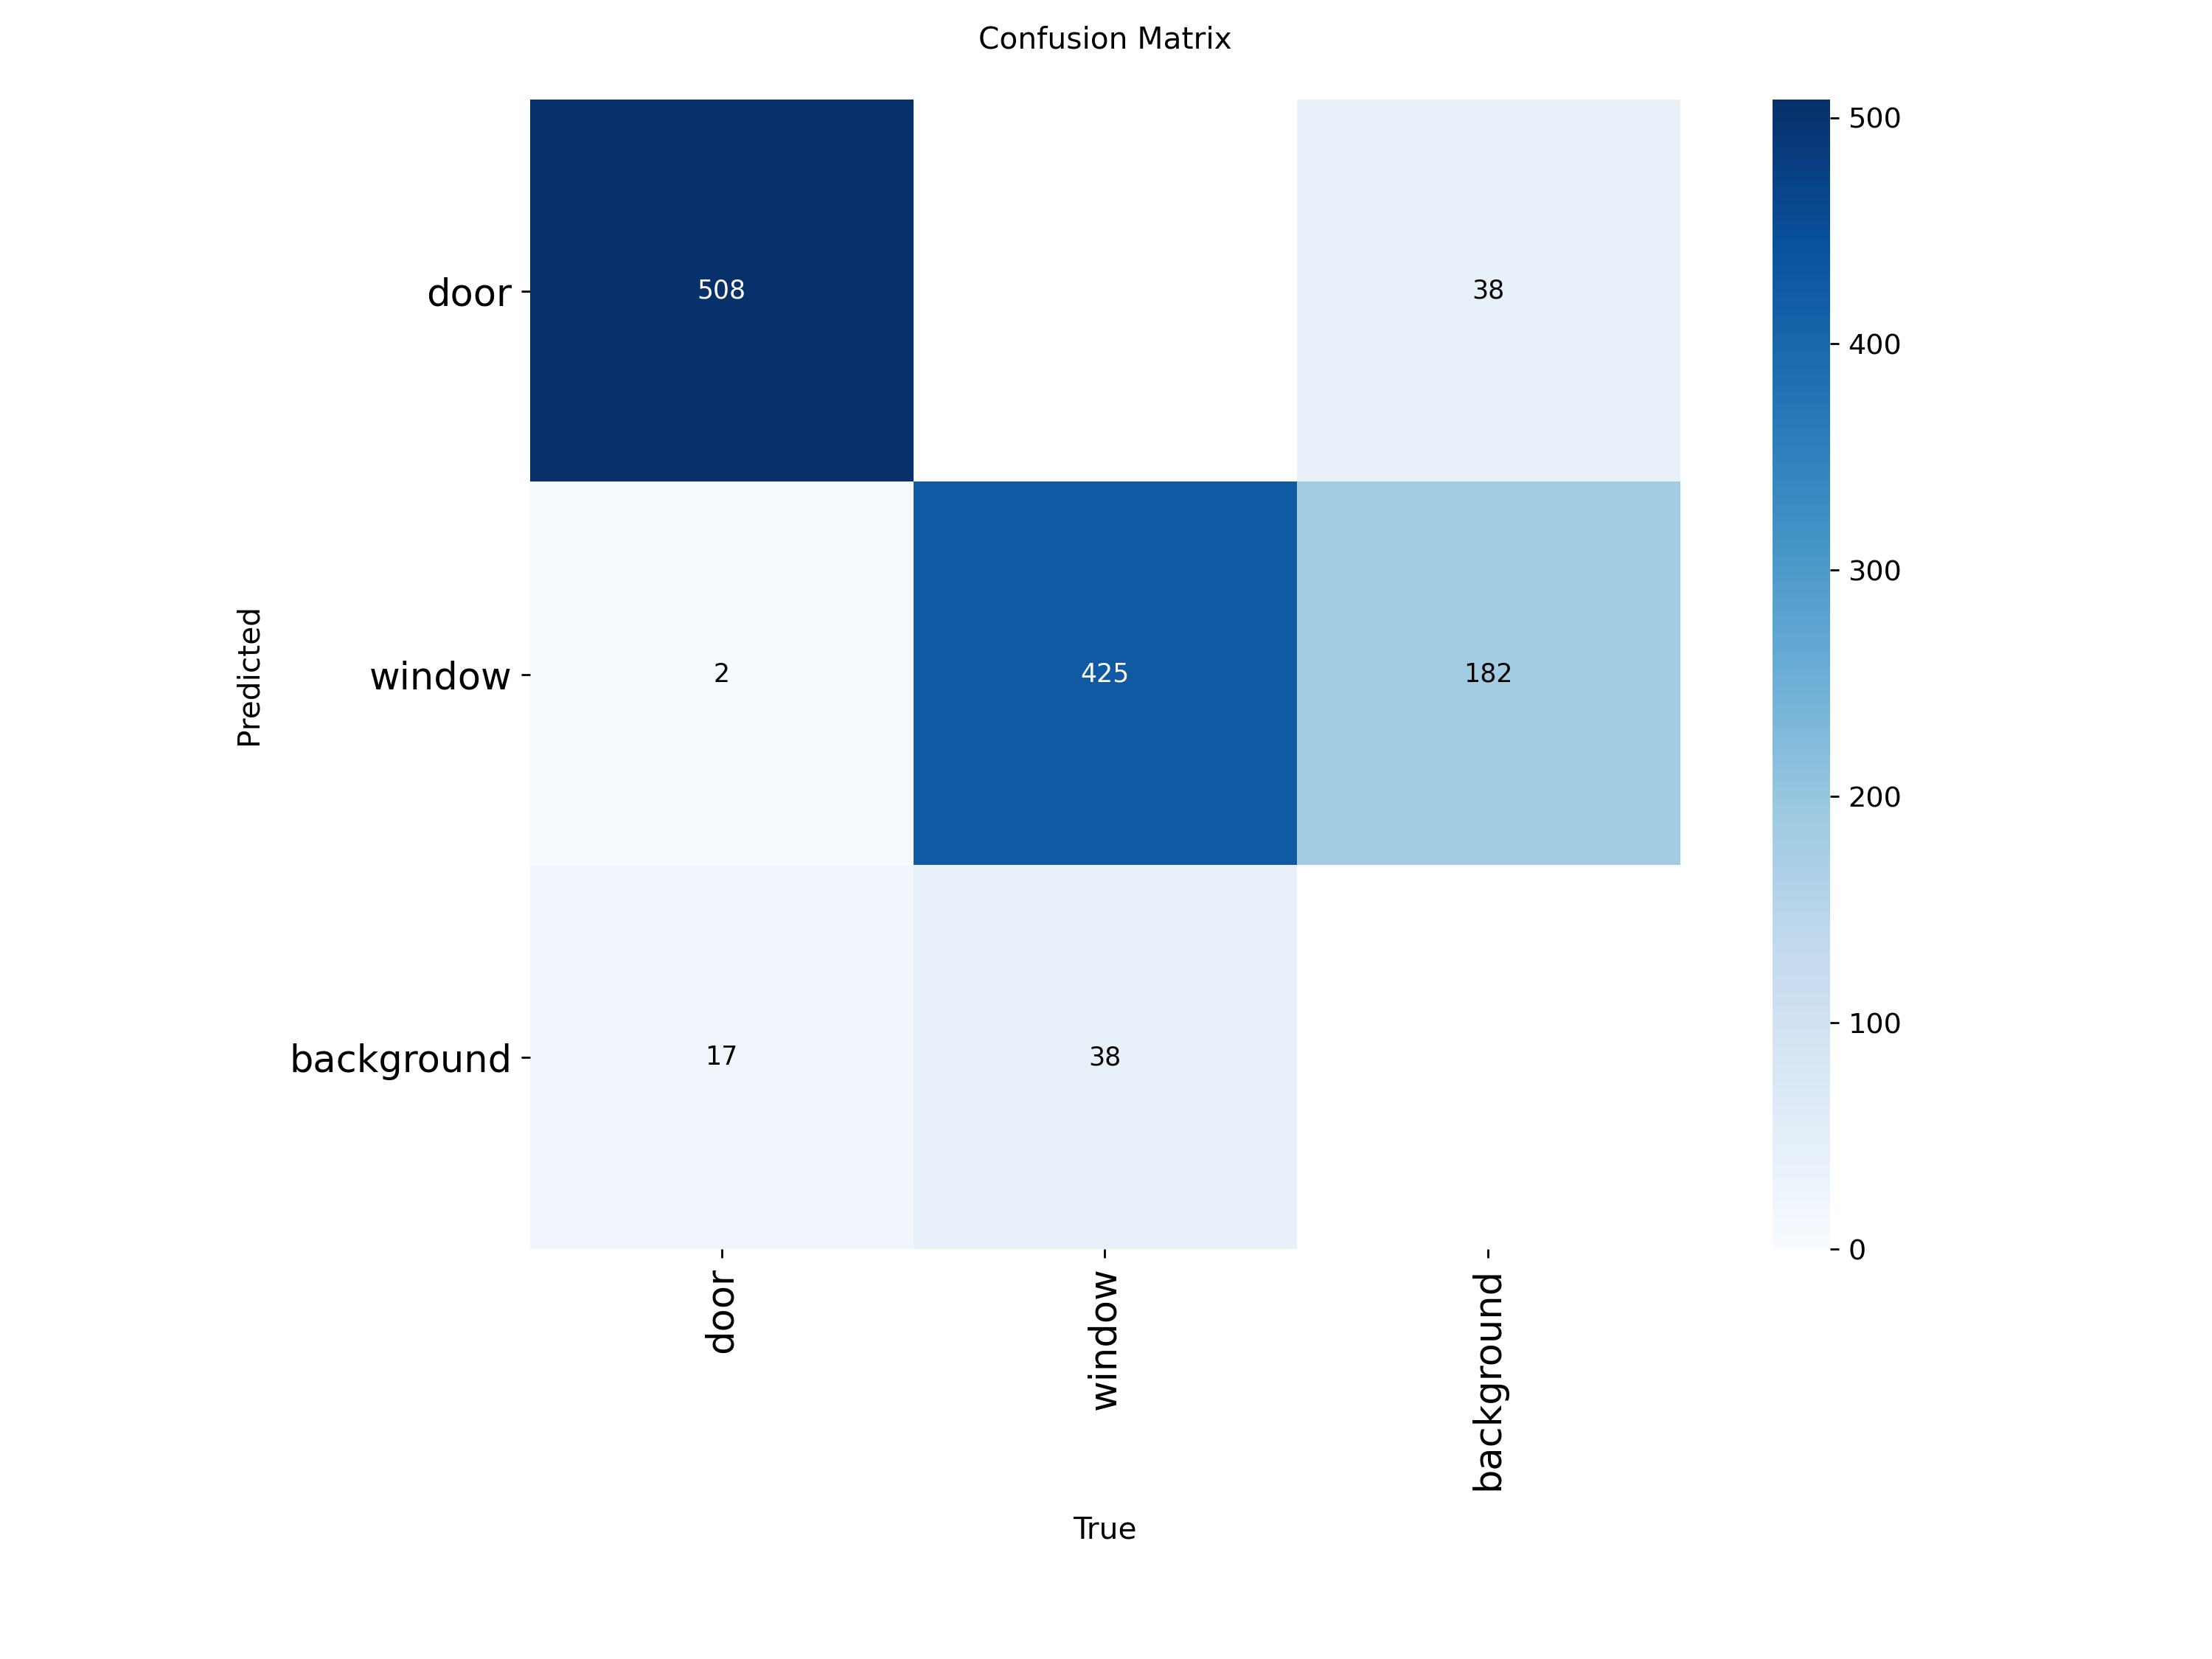 Confusion Matrix
door
508
38
window
2
425
182
background
17
38
door
window
background
Predicted
True
500
400
300
200
100
0